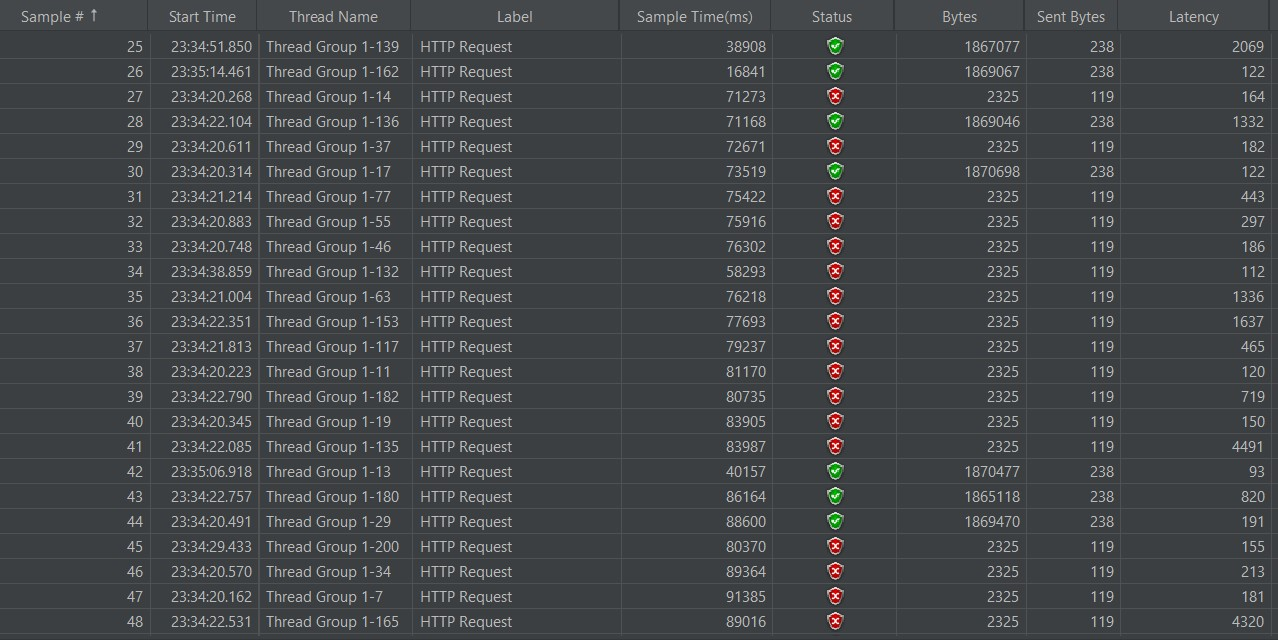 Sample # ↑ Start Time Thread Name Label Sample Time(ms) Status Bytes Sent Bytes Latency
25 23:34:51.850 Thread Group 1-139 HTTP Request 38908 1867077 238 2069
26 23:35:14.461 Thread Group 1-162 HTTP Request 16841 1869067 238 122
27 23:34:20.268 Thread Group 1-14 HTTP Request 71273 2325 119 164
28 23:34:22.104 Thread Group 1-136 HTTP Request 71168 1869046 238 1332
29 23:34:20.611 Thread Group 1-37 HTTP Request 72671 2325 119 182
30 23:34:20.314 Thread Group 1-17 HTTP Request 73519 1870698 238 122
31 23:34:21.214 Thread Group 1-77 HTTP Request 75422 2325 119 443
32 23:34:20.883 Thread Group 1-55 HTTP Request 75916 2325 119 297
33 23:34:20.748 Thread Group 1-46 HTTP Request 76302 2325 119 186
34 23:34:38.859 Thread Group 1-132 HTTP Request 58293 2325 119 112
35 23:34:21.004 Thread Group 1-63 HTTP Request 76218 2325 119 1336
36 23:34:22.351 Thread Group 1-153 HTTP Request 77693 2325 119 1637
37 23:34:21.813 Thread Group 1-117 HTTP Request 79237 2325 119 465
38 23:34:20.223 Thread Group 1-11 HTTP Request 81170 2325 119 120
39 23:34:22.790 Thread Group 1-182 HTTP Request 80735 2325 119 719
40 23:34:20.345 Thread Group 1-19 HTTP Request 83905 2325 119 150
41 23:34:22.085 Thread Group 1-135 HTTP Request 83987 2325 119 4491
42 23:35:06.918 Thread Group 1-13 HTTP Request 40157 1870477 238 93
43 23:34:22.757 Thread Group 1-180 HTTP Request 86164 1865118 238 820
44 23:34:20.491 Thread Group 1-29 HTTP Request 88600 1869470 238 191
45 23:34:29.433 Thread Group 1-200 HTTP Request 80370 2325 119 155
46 23:34:20.570 Thread Group 1-34 HTTP Request 89364 2325 119 213
47 23:34:20.162 Thread Group 1-7 HTTP Request 91385 2325 119 181
48 23:34:22.531 Thread Group 1-165 HTTP Request 89016 2325 119 4320